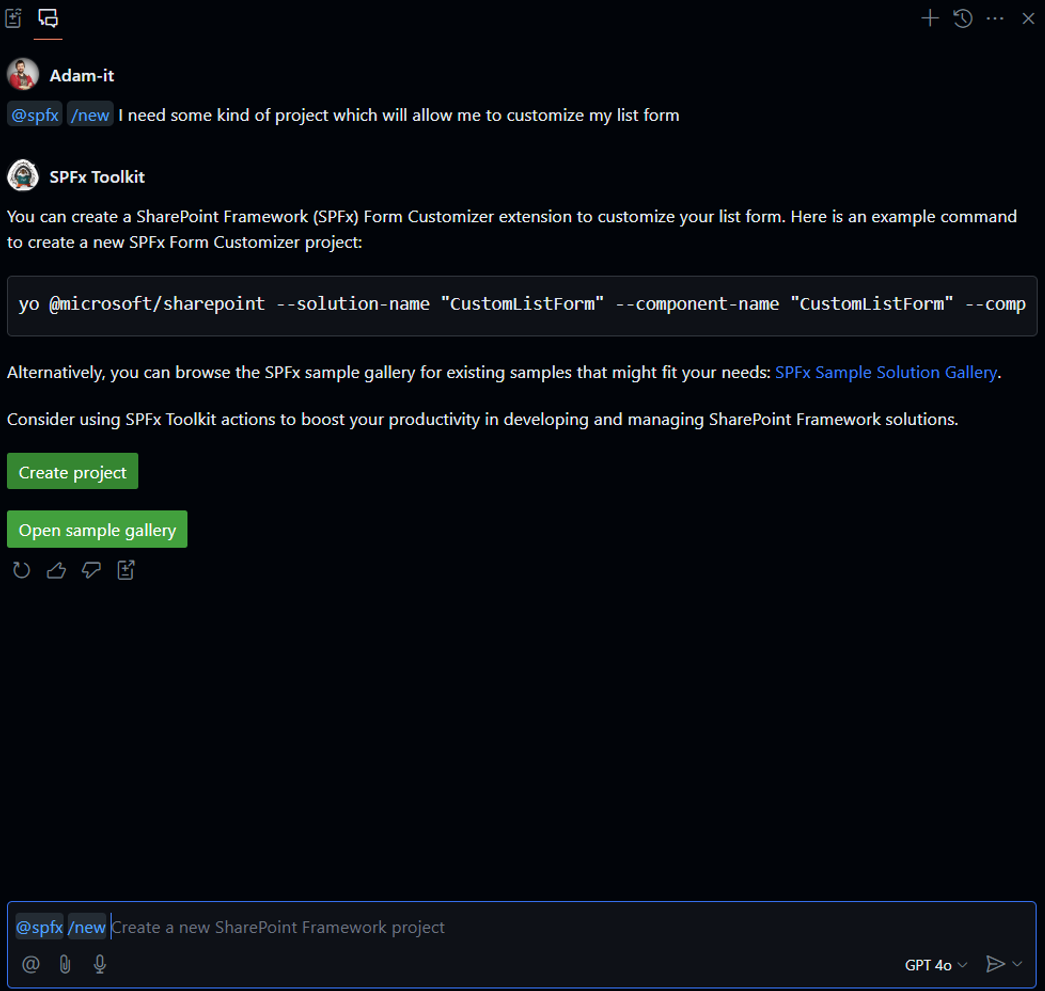 Adam-it
@spfx /new I need some kind of project which will allow me to customize my list form
SPFx Toolkit
You can create a SharePoint Framework (SPFx) Form Customizer extension to customize your list form. Here is an example command
to create a new SPFx Form Customizer project:
yo @microsoft/sharepoint --solution-name "CustomListForm" --component-name "CustomListForm" --comp
Alternatively, you can browse the SPFx sample gallery for existing samples that might fit your needs: SPFx Sample Solution Gallery.
Consider using SPFx Toolkit actions to boost your productivity in developing and managing SharePoint Framework solutions.
Create project
Open sample gallery
@spfx /new Create a new SharePoint Framework project
GPT 4o